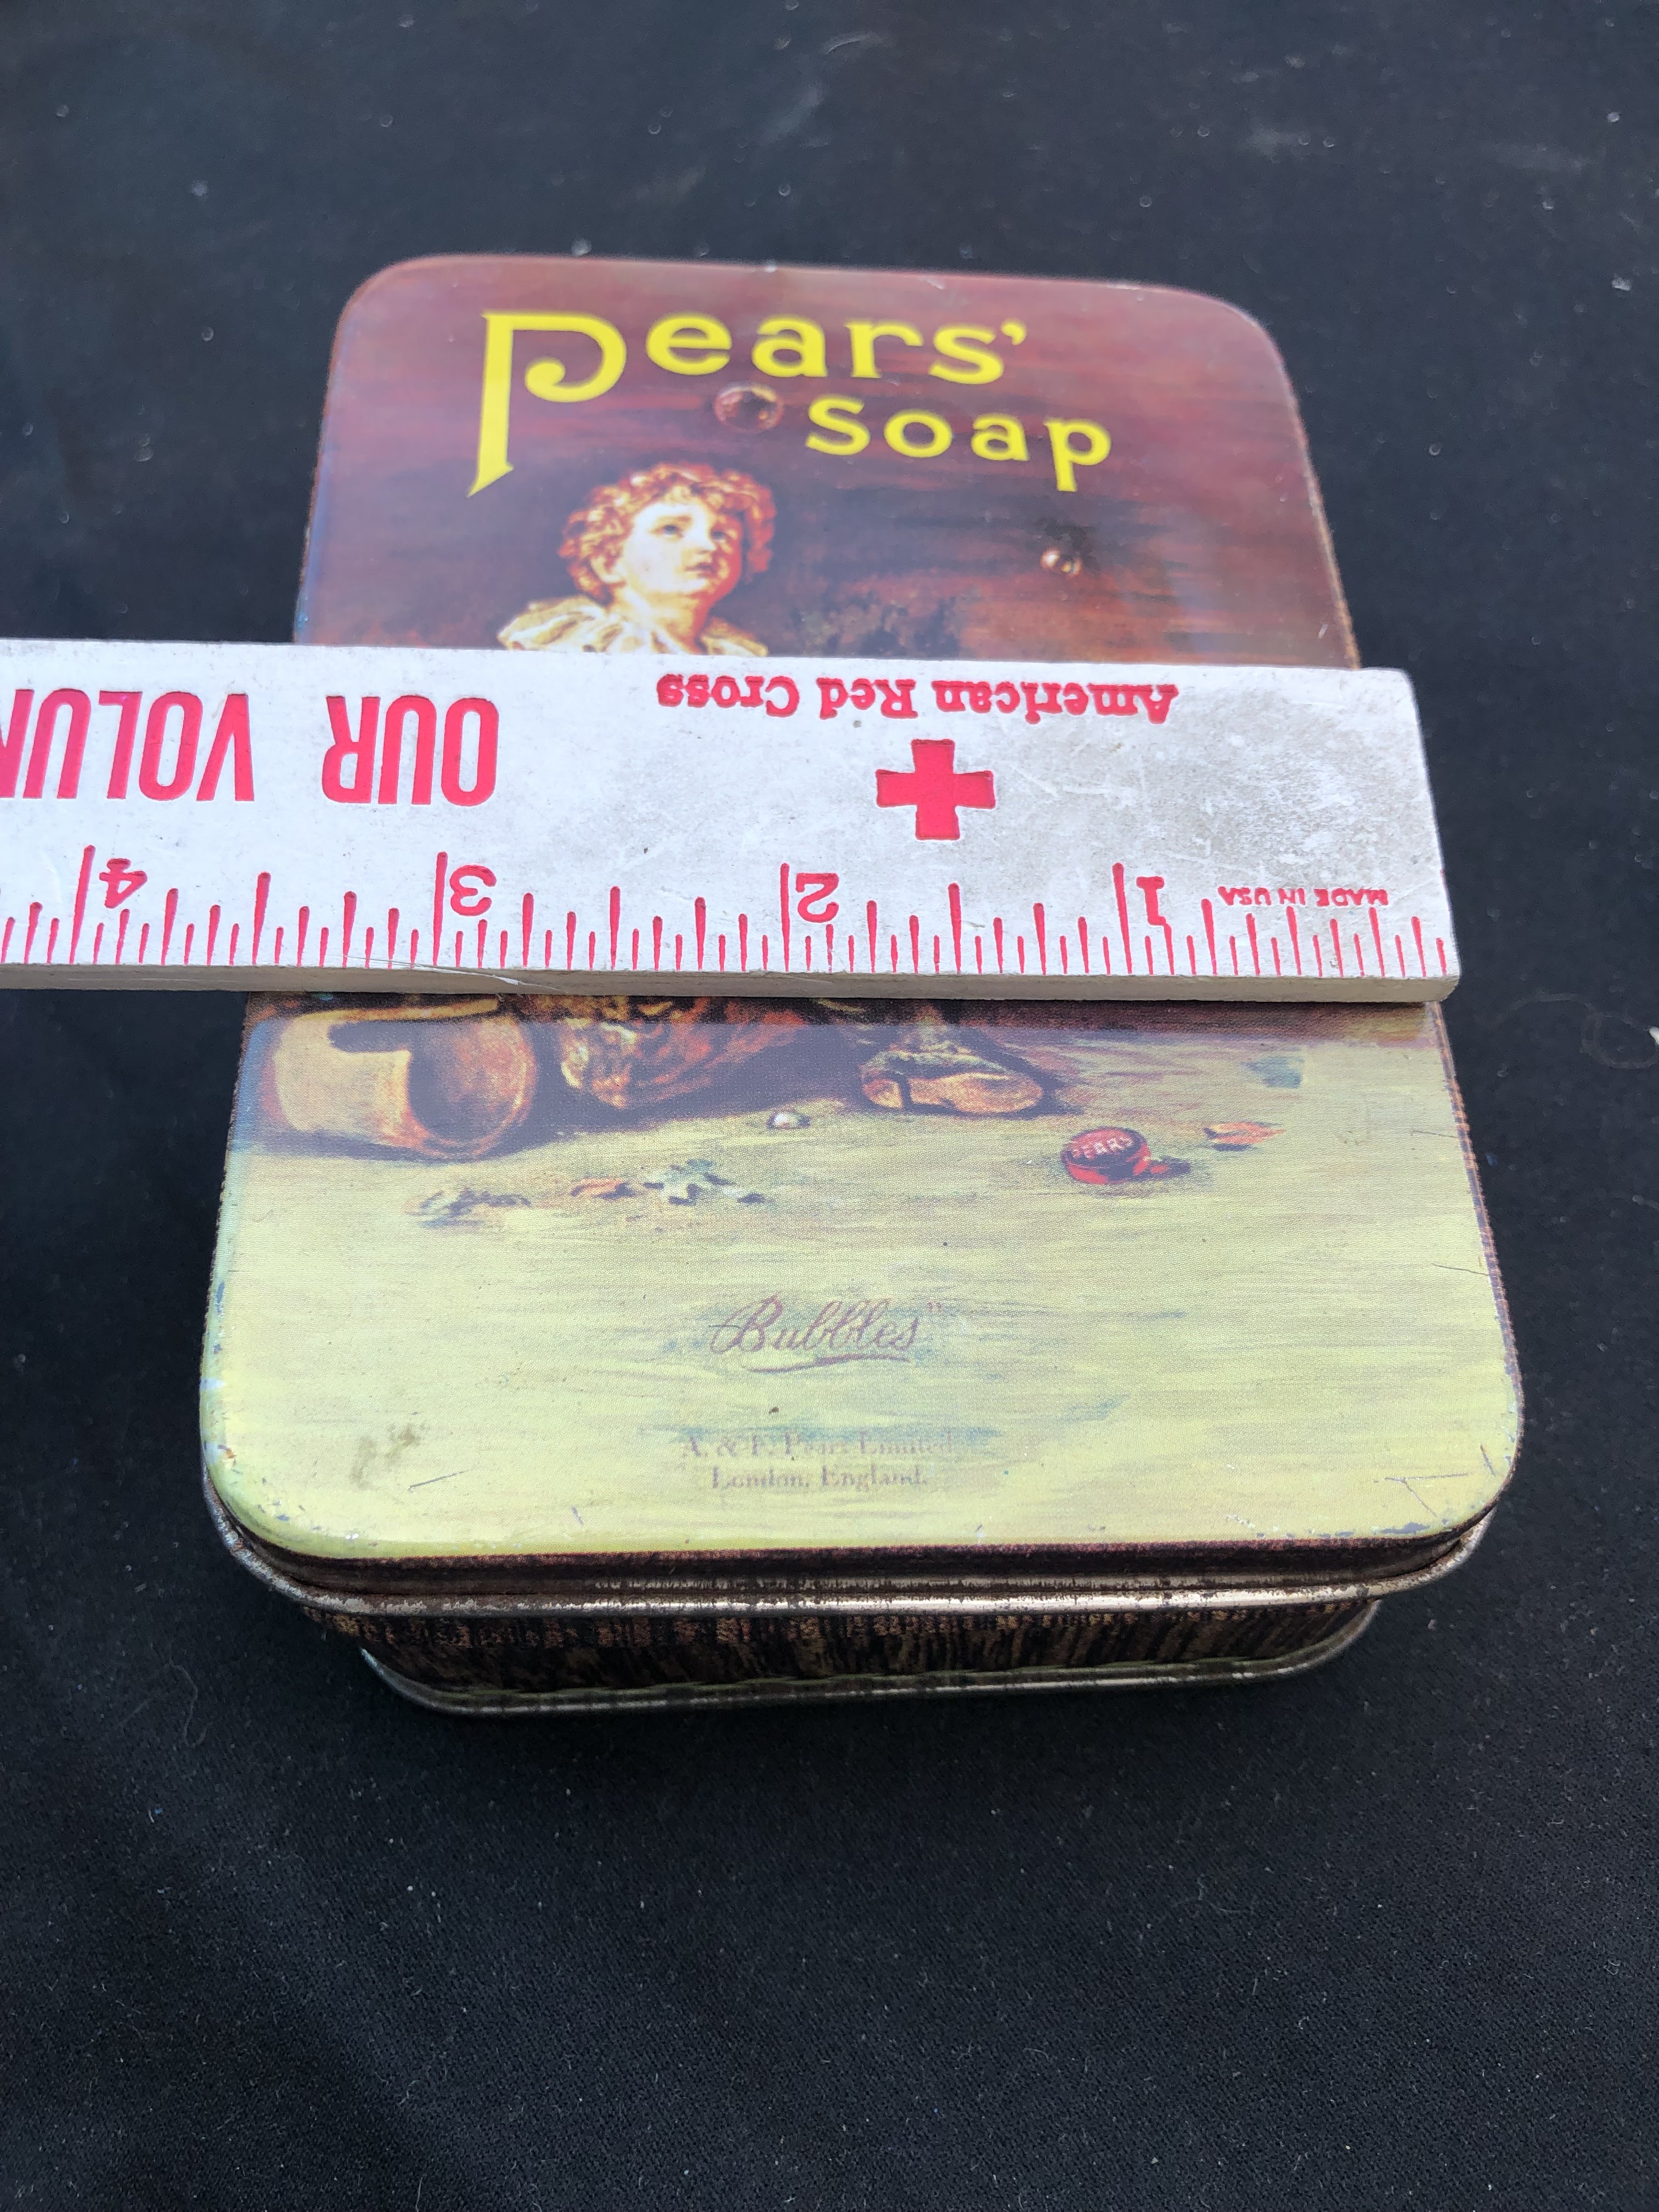 Pears'
soap
American Red Cross
OUR VOLUN
1 2 3 4
MADE IN USA
PEARS
Bubbles"
A. & F. Pears Limited
London, England.